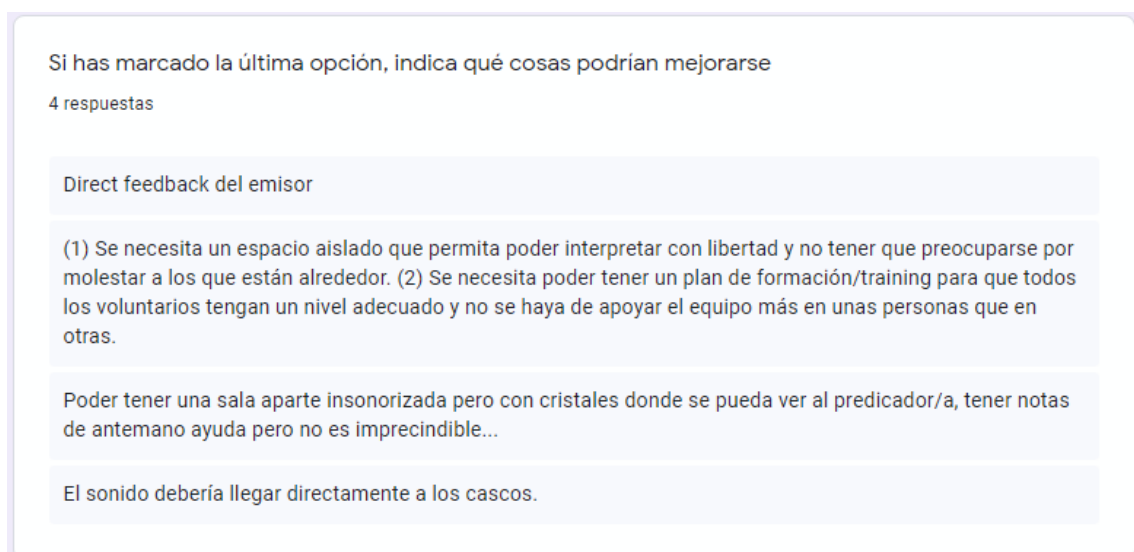 Si has marcado la última opción, indica qué cosas podrían mejorarse
4 respuestas
Direct feedback del emisor
(1) Se necesita un espacio aislado que permita poder interpretar con libertad y no tener que preocuparse por
molestar a los que están alrededor. (2) Se necesita poder tener un plan de formación/training para que todos
los voluntarios tengan un nivel adecuado y no se haya de apoyar el equipo más en unas personas que en
otras.
Poder tener una sala aparte insonorizada pero con cristales donde se pueda ver al predicador/a, tener notas
de antemano ayuda pero no es imprecindible...
El sonido debería llegar directamente a los cascos.